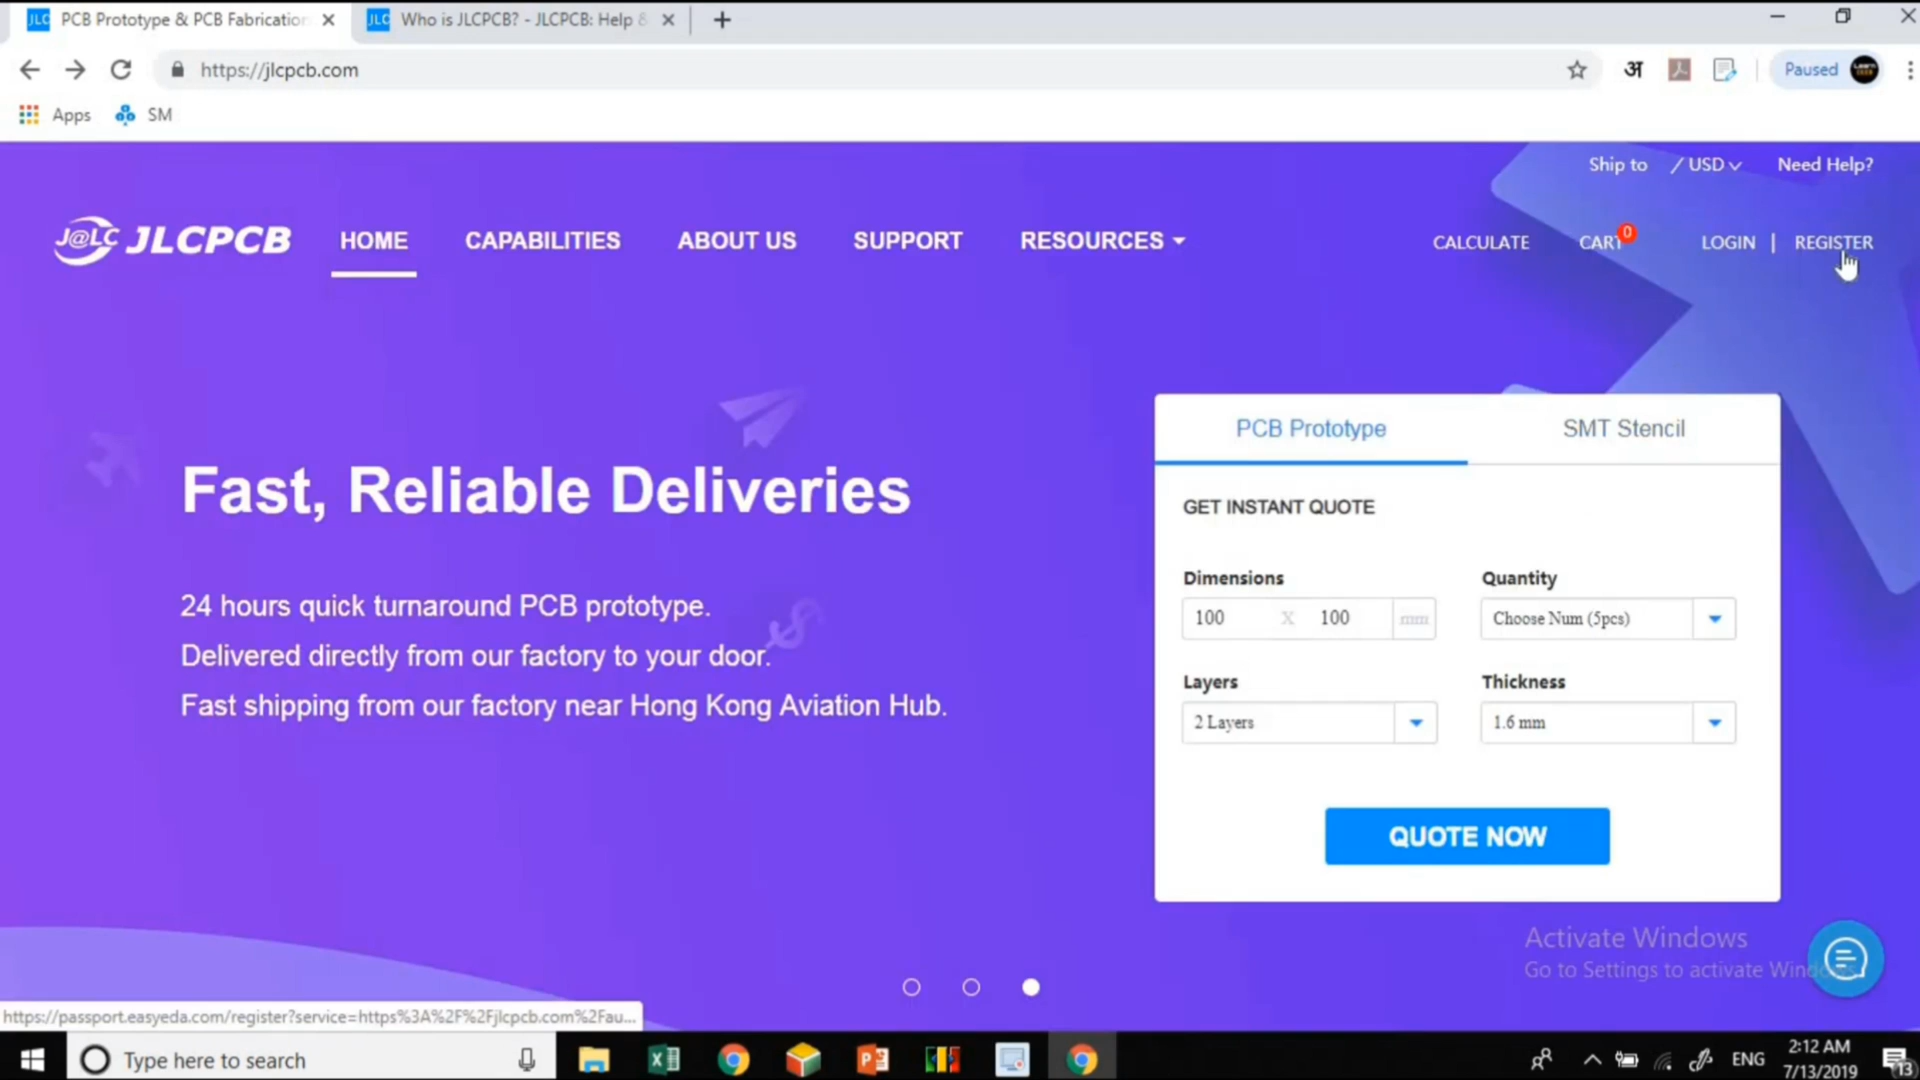 JLC PCB Prototype & PCB Fabrication
JLC Who is JLCPCB? - JLCPCB: Help &
https://jlcpcb.com
अ
Paused
Apps
SM
Ship to / USD Need Help?
J@LC JLCPCB
HOME CAPABILITIES ABOUT US SUPPORT RESOURCES
CALCULATE CART 0 LOGIN | REGISTER
Fast, Reliable Deliveries
24 hours quick turnaround PCB prototype.
Delivered directly from our factory to your door.
Fast shipping from our factory near Hong Kong Aviation Hub.
PCB Prototype SMT Stencil
GET INSTANT QUOTE
Dimensions Quantity
100 X 100 mm Choose Num (5pcs)
Layers Thickness
2 Layers 1.6 mm
QUOTE NOW
Activate Windows
Go to Settings to activate Windows.
https://passport.easyeda.com/register?service=https%3A%2F%2Fjlcpcb.com%2Fau...
Type here to search
ENG
2:12 AM
7/13/2019
13